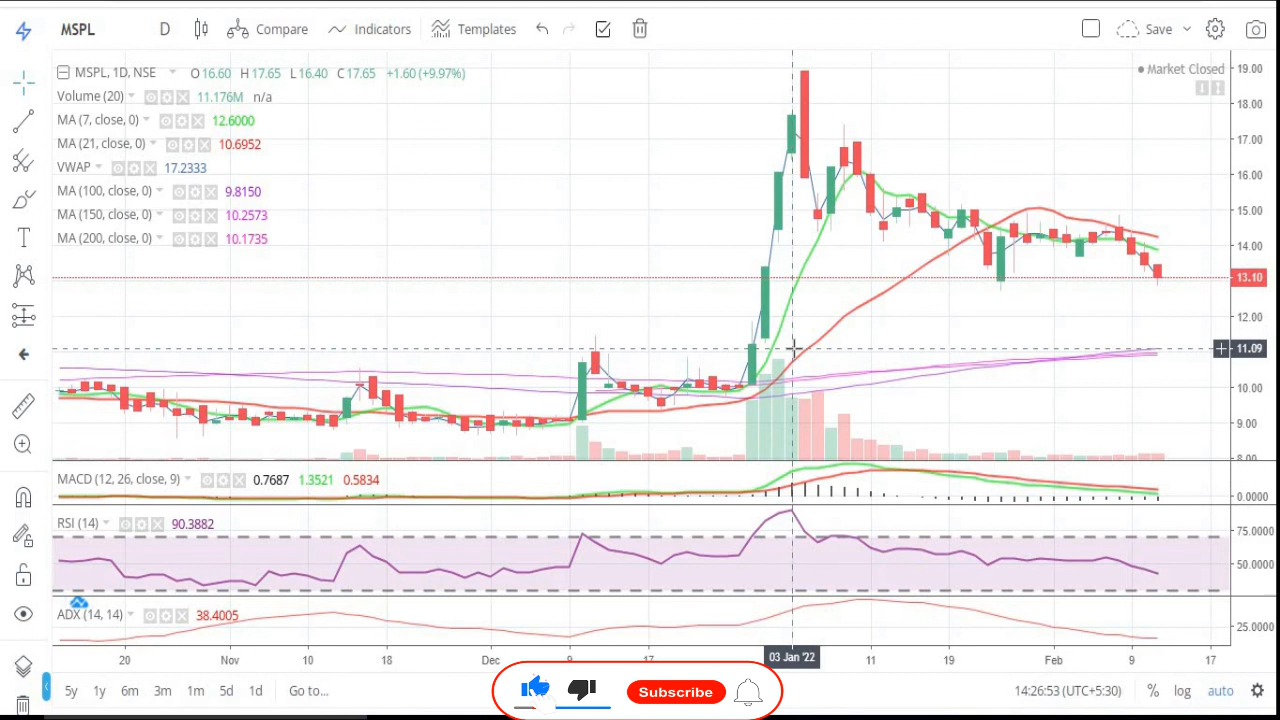 MSPL D Compare Indicators Templates Save
MSPL, 1D, NSE O 16.60 H 17.65 L 16.40 C 17.65 +1.60 (+9.97%)
Market Closed
Volume (20) 11.176M n/a
MA (7, close, 0) 12.6000
MA (21, close, 0) 10.6952
VWAP 17.2333
MA (100, close, 0) 9.8150
MA (150, close, 0) 10.2573
MA (200, close, 0) 10.1735
19.00
18.00
17.00
16.00
15.00
14.00
13.10
12.00
11.09
10.00
9.00
8.00
MACD (12, 26, close, 9) 0.7687 1.3521 0.5834
0.0000
RSI (14) 90.3882
75.0000
50.0000
ADX (14, 14) 38.4005
25.0000
20 Nov 10 18 Dec 9 17 03 Jan '22 11 19 Feb 9 17
5y 1y 6m 3m 1m 5d 1d Go to... 14:26:53 (UTC+5:30) % log auto
Subscribe